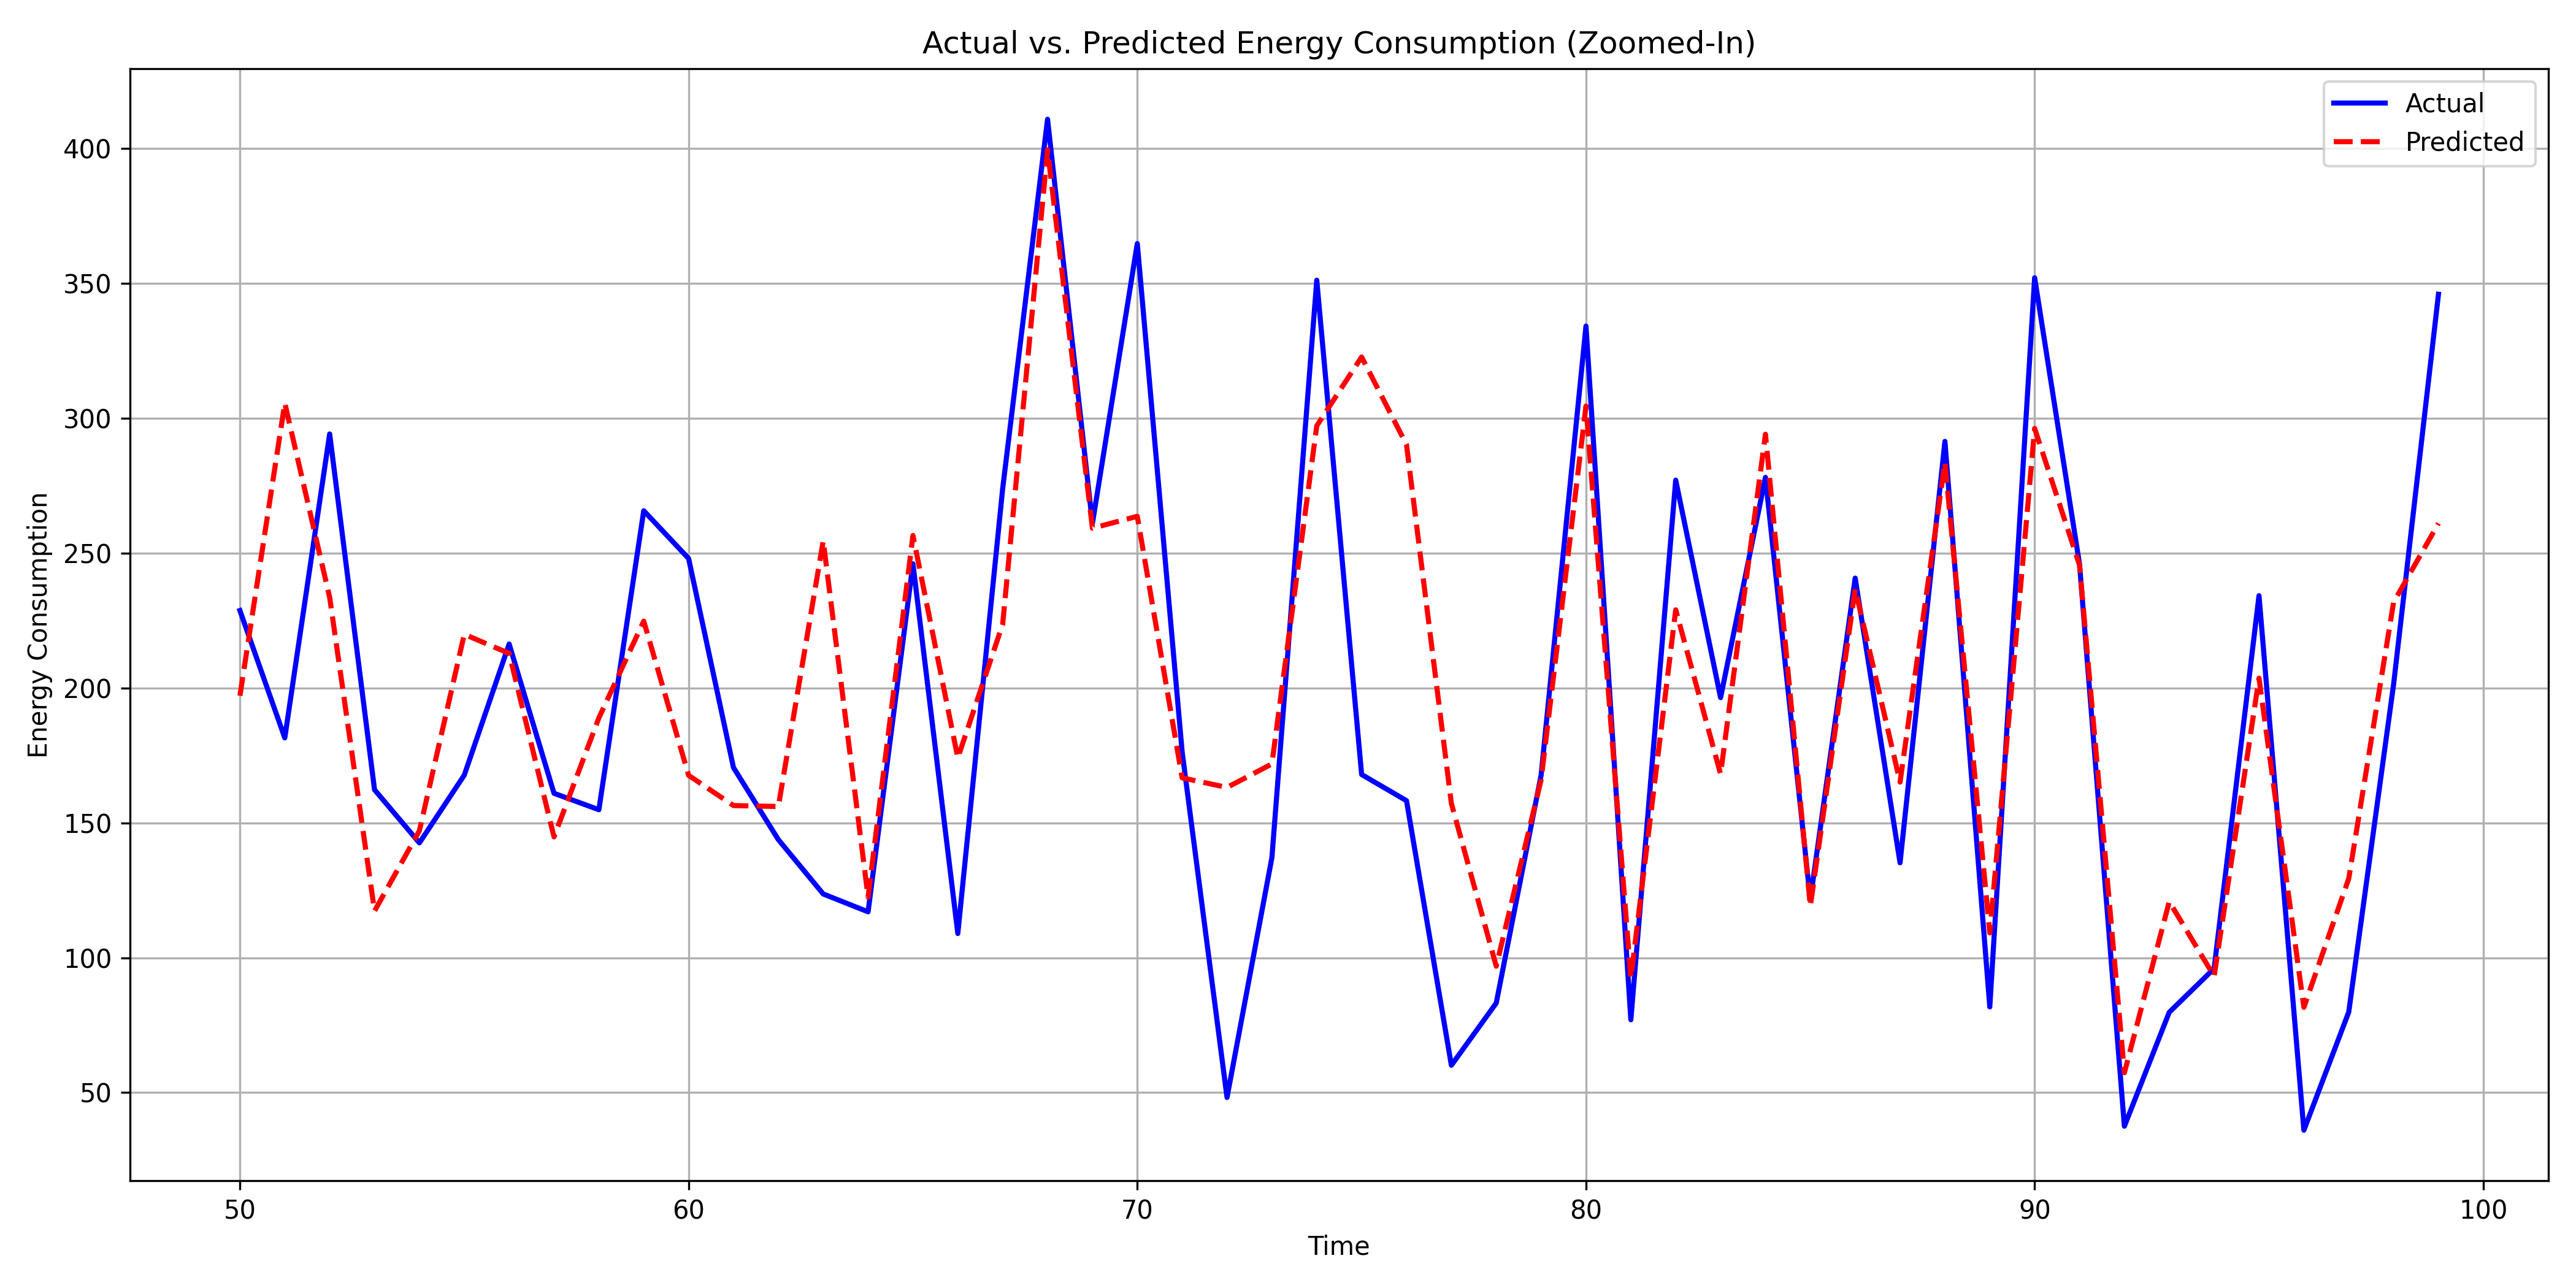 Actual vs. Predicted Energy Consumption (Zoomed-In)
Actual
Predicted
Energy Consumption
400
350
300
250
200
150
100
50
50 60 70 80 90 100
Time